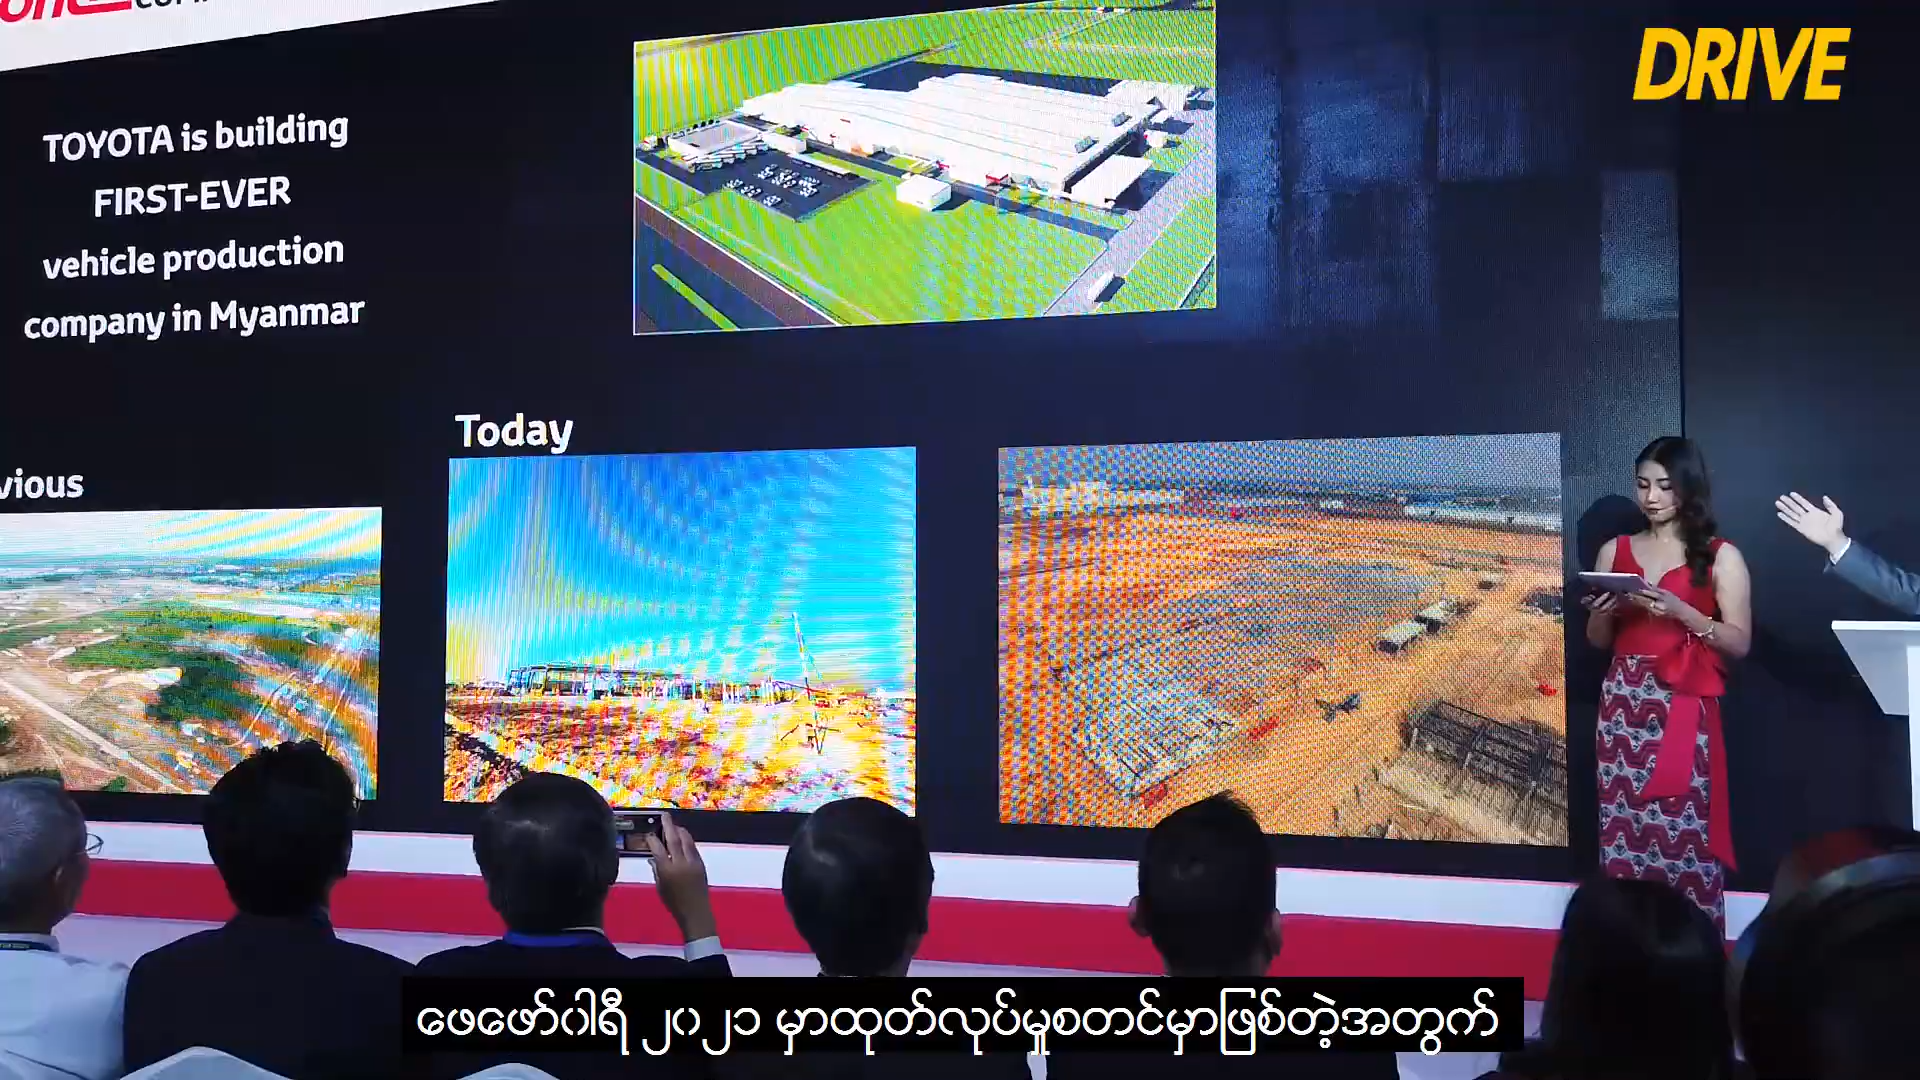 DRIVE
TOYOTA is building
FIRST-EVER
vehicle production
company in Myanmar
Today
vious
ဖေဖော်ဝါရီ ၂၀၂၁ မှာထုတ်လုပ်မှုစတင်မှာဖြစ်တဲ့အတွက်